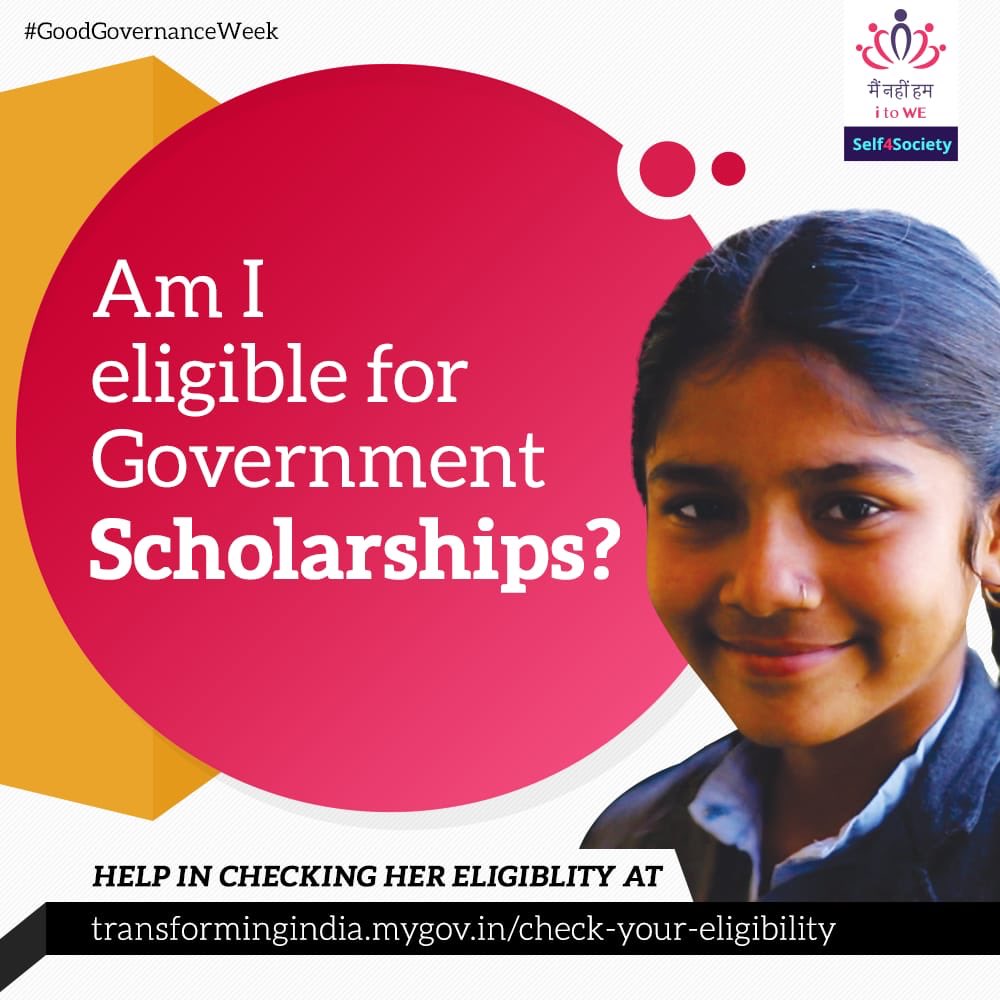 #GoodGovernanceWeek
मैं नहीं हम
i to WE
Self4Society
Am I
eligible for
Government
Scholarships?
HELP IN CHECKING HER ELIGIBLITY AT
transformingindia.mygov.in/check-your-eligibility